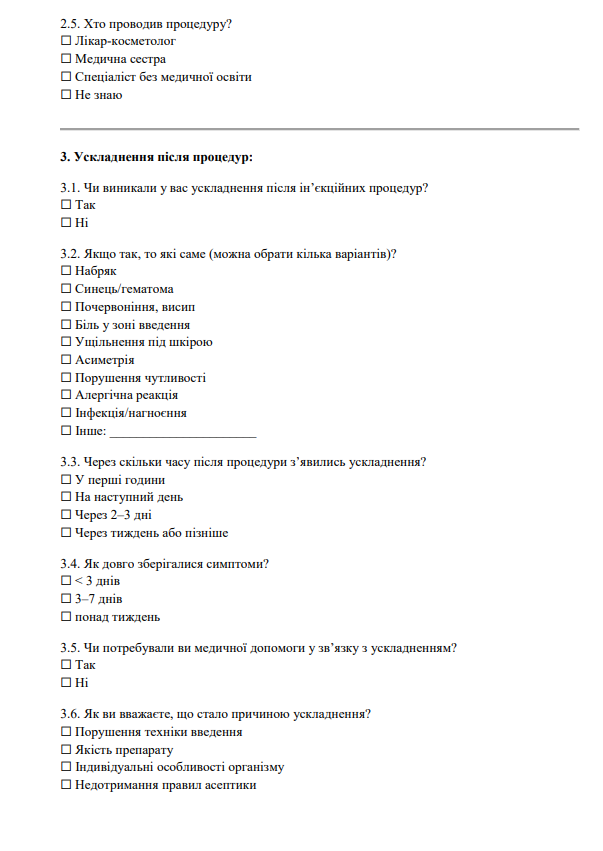 2.5. Хто проводив процедуру?
☐ Лікар-косметолог
☐ Медична сестра
☐ Спеціаліст без медичної освіти
☐ Не знаю
3. Ускладнення після процедур:
3.1. Чи виникали у вас ускладнення після ін’єкційних процедур?
☐ Так
☐ Ні
3.2. Якщо так, то які саме (можна обрати кілька варіантів)?
☐ Набряк
☐ Синець/гематома
☐ Почервоніння, висип
☐ Біль у зоні введення
☐ Ущільнення під шкірою
☐ Асиметрія
☐ Порушення чутливості
☐ Алергічна реакція
☐ Інфекція/нагноєння
☐ Інше: ______________________
3.3. Через скільки часу після процедури з’явились ускладнення?
☐ У перші години
☐ На наступний день
☐ Через 2–3 дні
☐ Через тиждень або пізніше
3.4. Як довго зберігалися симптоми?
☐ < 3 днів
☐ 3–7 днів
☐ понад тиждень
3.5. Чи потребували ви медичної допомоги у зв’язку з ускладненням?
☐ Так
☐ Ні
3.6. Як ви вважаєте, що стало причиною ускладнення?
☐ Порушення техніки введення
☐ Якість препарату
☐ Індивідуальні особливості організму
☐ Недотримання правил асептики